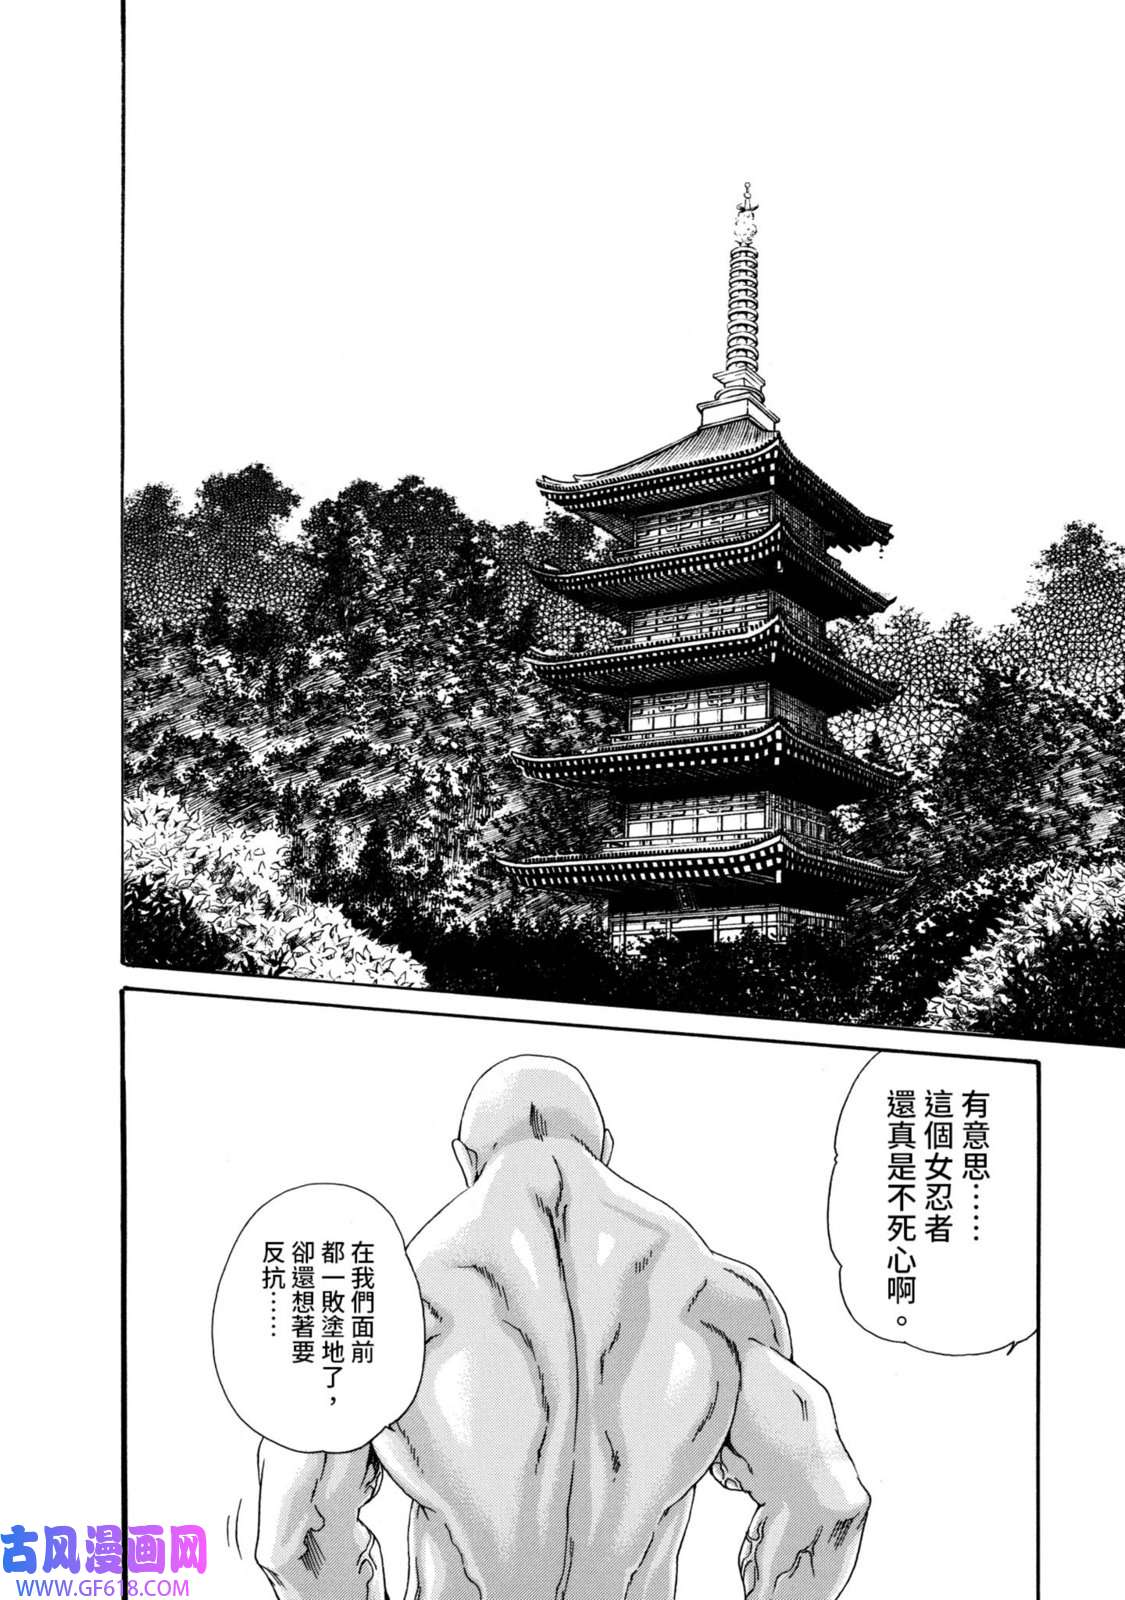 有意思……
這個女忍者
還真是不死心啊。
在我們面前
都一敗塗地了，
卻還想著要
反抗……
古风漫画网
WWW.GF618.COM